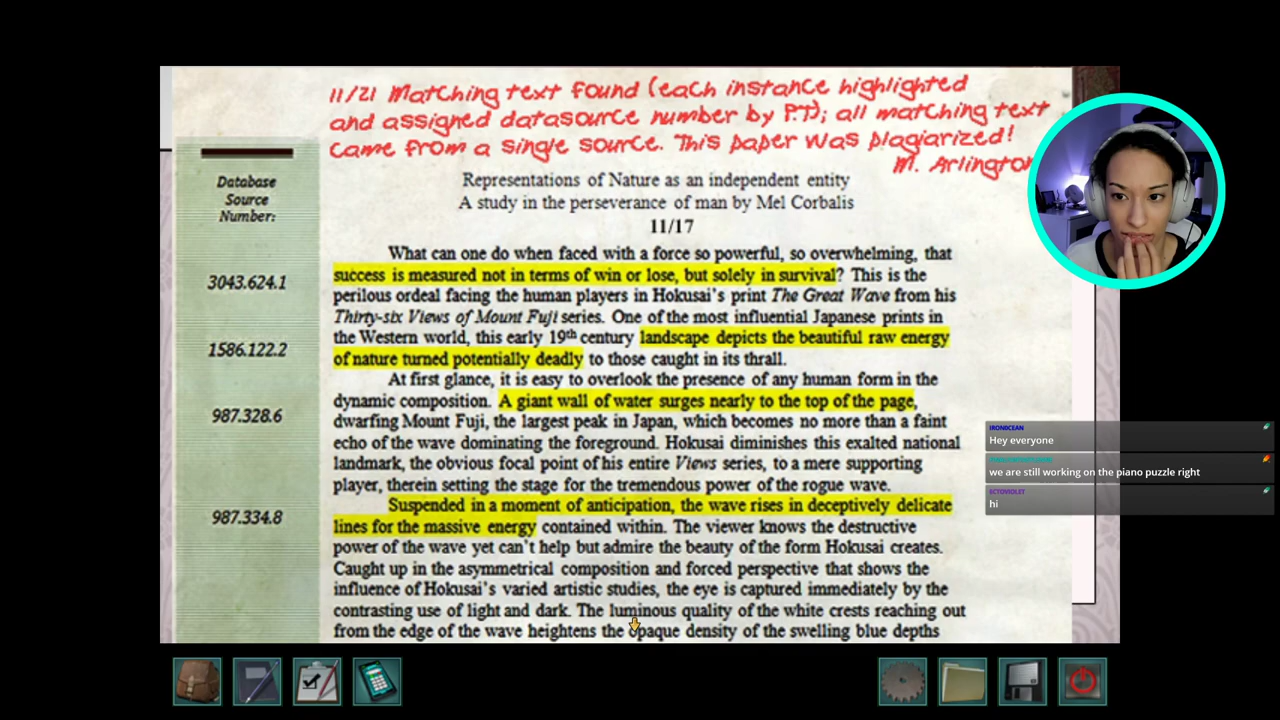 11/21 Matching text found (each instance highlighted
and assigned datasource number by P.T.); all matching text
came from a single source. This paper was plagiarized!
M. Arlington
Database
Source
Number:
3043.624.1
1586.122.2
987.328.6
987.334.8
Representations of Nature as an independent entity
A study in the perseverance of man by Mel Corbalis
11/17
What can one do when faced with a force so powerful, so overwhelming, that
success is measured not in terms of win or lose, but solely in survival? This is the
perilous ordeal facing the human players in Hokusai's print The Great Wave from his
Thirty-six Views of Mount Fuji series. One of the most influential Japanese prints in
the Western world, this early 19th century landscape depicts the beautiful raw energy
of nature turned potentially deadly to those caught in its thrall.
At first glance, it is easy to overlook the presence of any human form in the
dynamic composition. A giant wall of water surges nearly to the top of the page,
dwarfing Mount Fuji, the largest peak in Japan, which becomes no more than a faint
echo of the wave dominating the foreground. Hokusai diminishes this exalted national
landmark, the obvious focal point of his entire Views series, to a mere supporting
player, therein setting the stage for the tremendous power of the rogue wave.
Suspended in a moment of anticipation, the wave rises in deceptively delicate
lines for the massive energy contained within. The viewer knows the destructive
power of the wave yet can't help but admire the beauty of the form Hokusai creates.
Caught up in the asymmetrical composition and forced perspective that shows the
influence of Hokusai's varied artistic studies, the eye is captured immediately by the
contrasting use of light and dark. The luminous quality of the white crests reaching out
from the edge of the wave heightens the opaque density of the swelling blue depths
IRONOCEAN
Hey everyone
we are still working on the piano puzzle right
ECTOVIOLET
hi